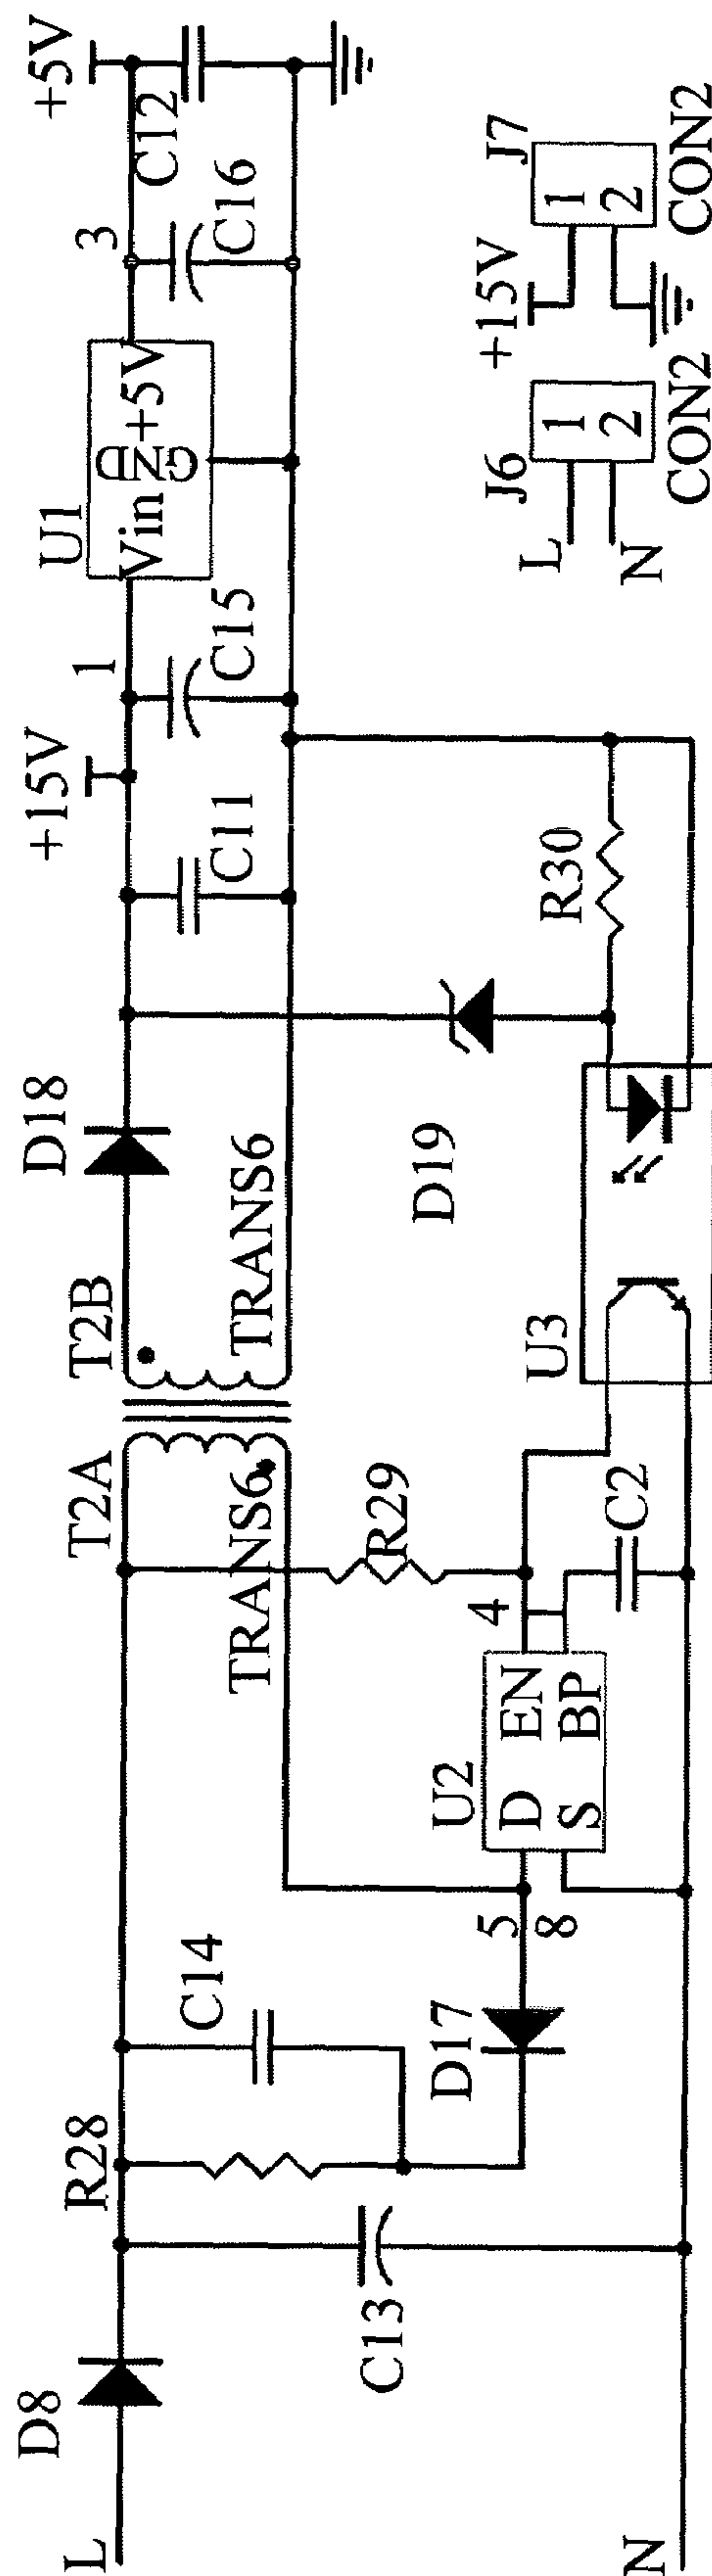 L
D8
C13
R28
C14
D17
5
8
U2
D
EN
S
BP
4
C2
R29
T2A
TRANS6
T2B
TRANS6
U3
D18
D19
R30
C11
+15V
1
C15
U1
Vin
GND
+5V
3
C16
C12
+5V
N
J6
L
N
1
2
CON2
J7
+15V
1
2
CON2